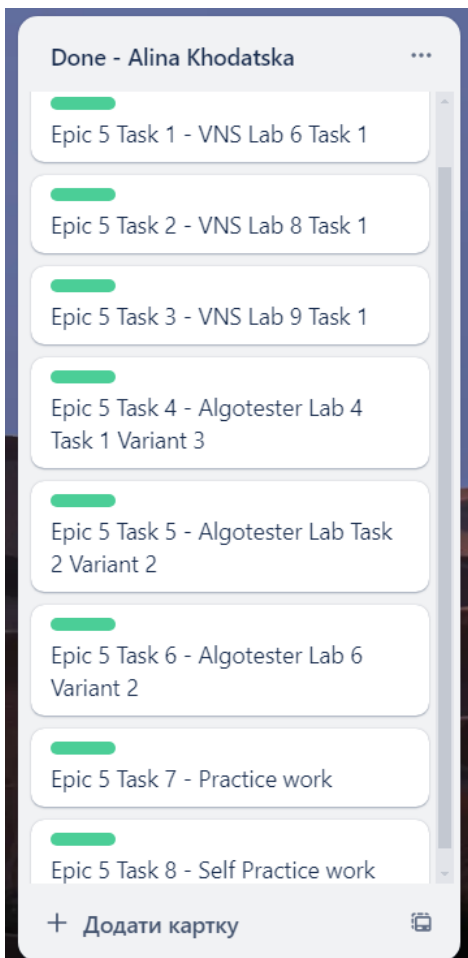 Done - Alina Khodatska
Epic 5 Task 1 - VNS Lab 6 Task 1
Epic 5 Task 2 - VNS Lab 8 Task 1
Epic 5 Task 3 - VNS Lab 9 Task 1
Epic 5 Task 4 - Algotester Lab 4
Task 1 Variant 3
Epic 5 Task 5 - Algotester Lab Task
2 Variant 2
Epic 5 Task 6 - Algotester Lab 6
Variant 2
Epic 5 Task 7 - Practice work
Epic 5 Task 8 - Self Practice work
+ Додати картку